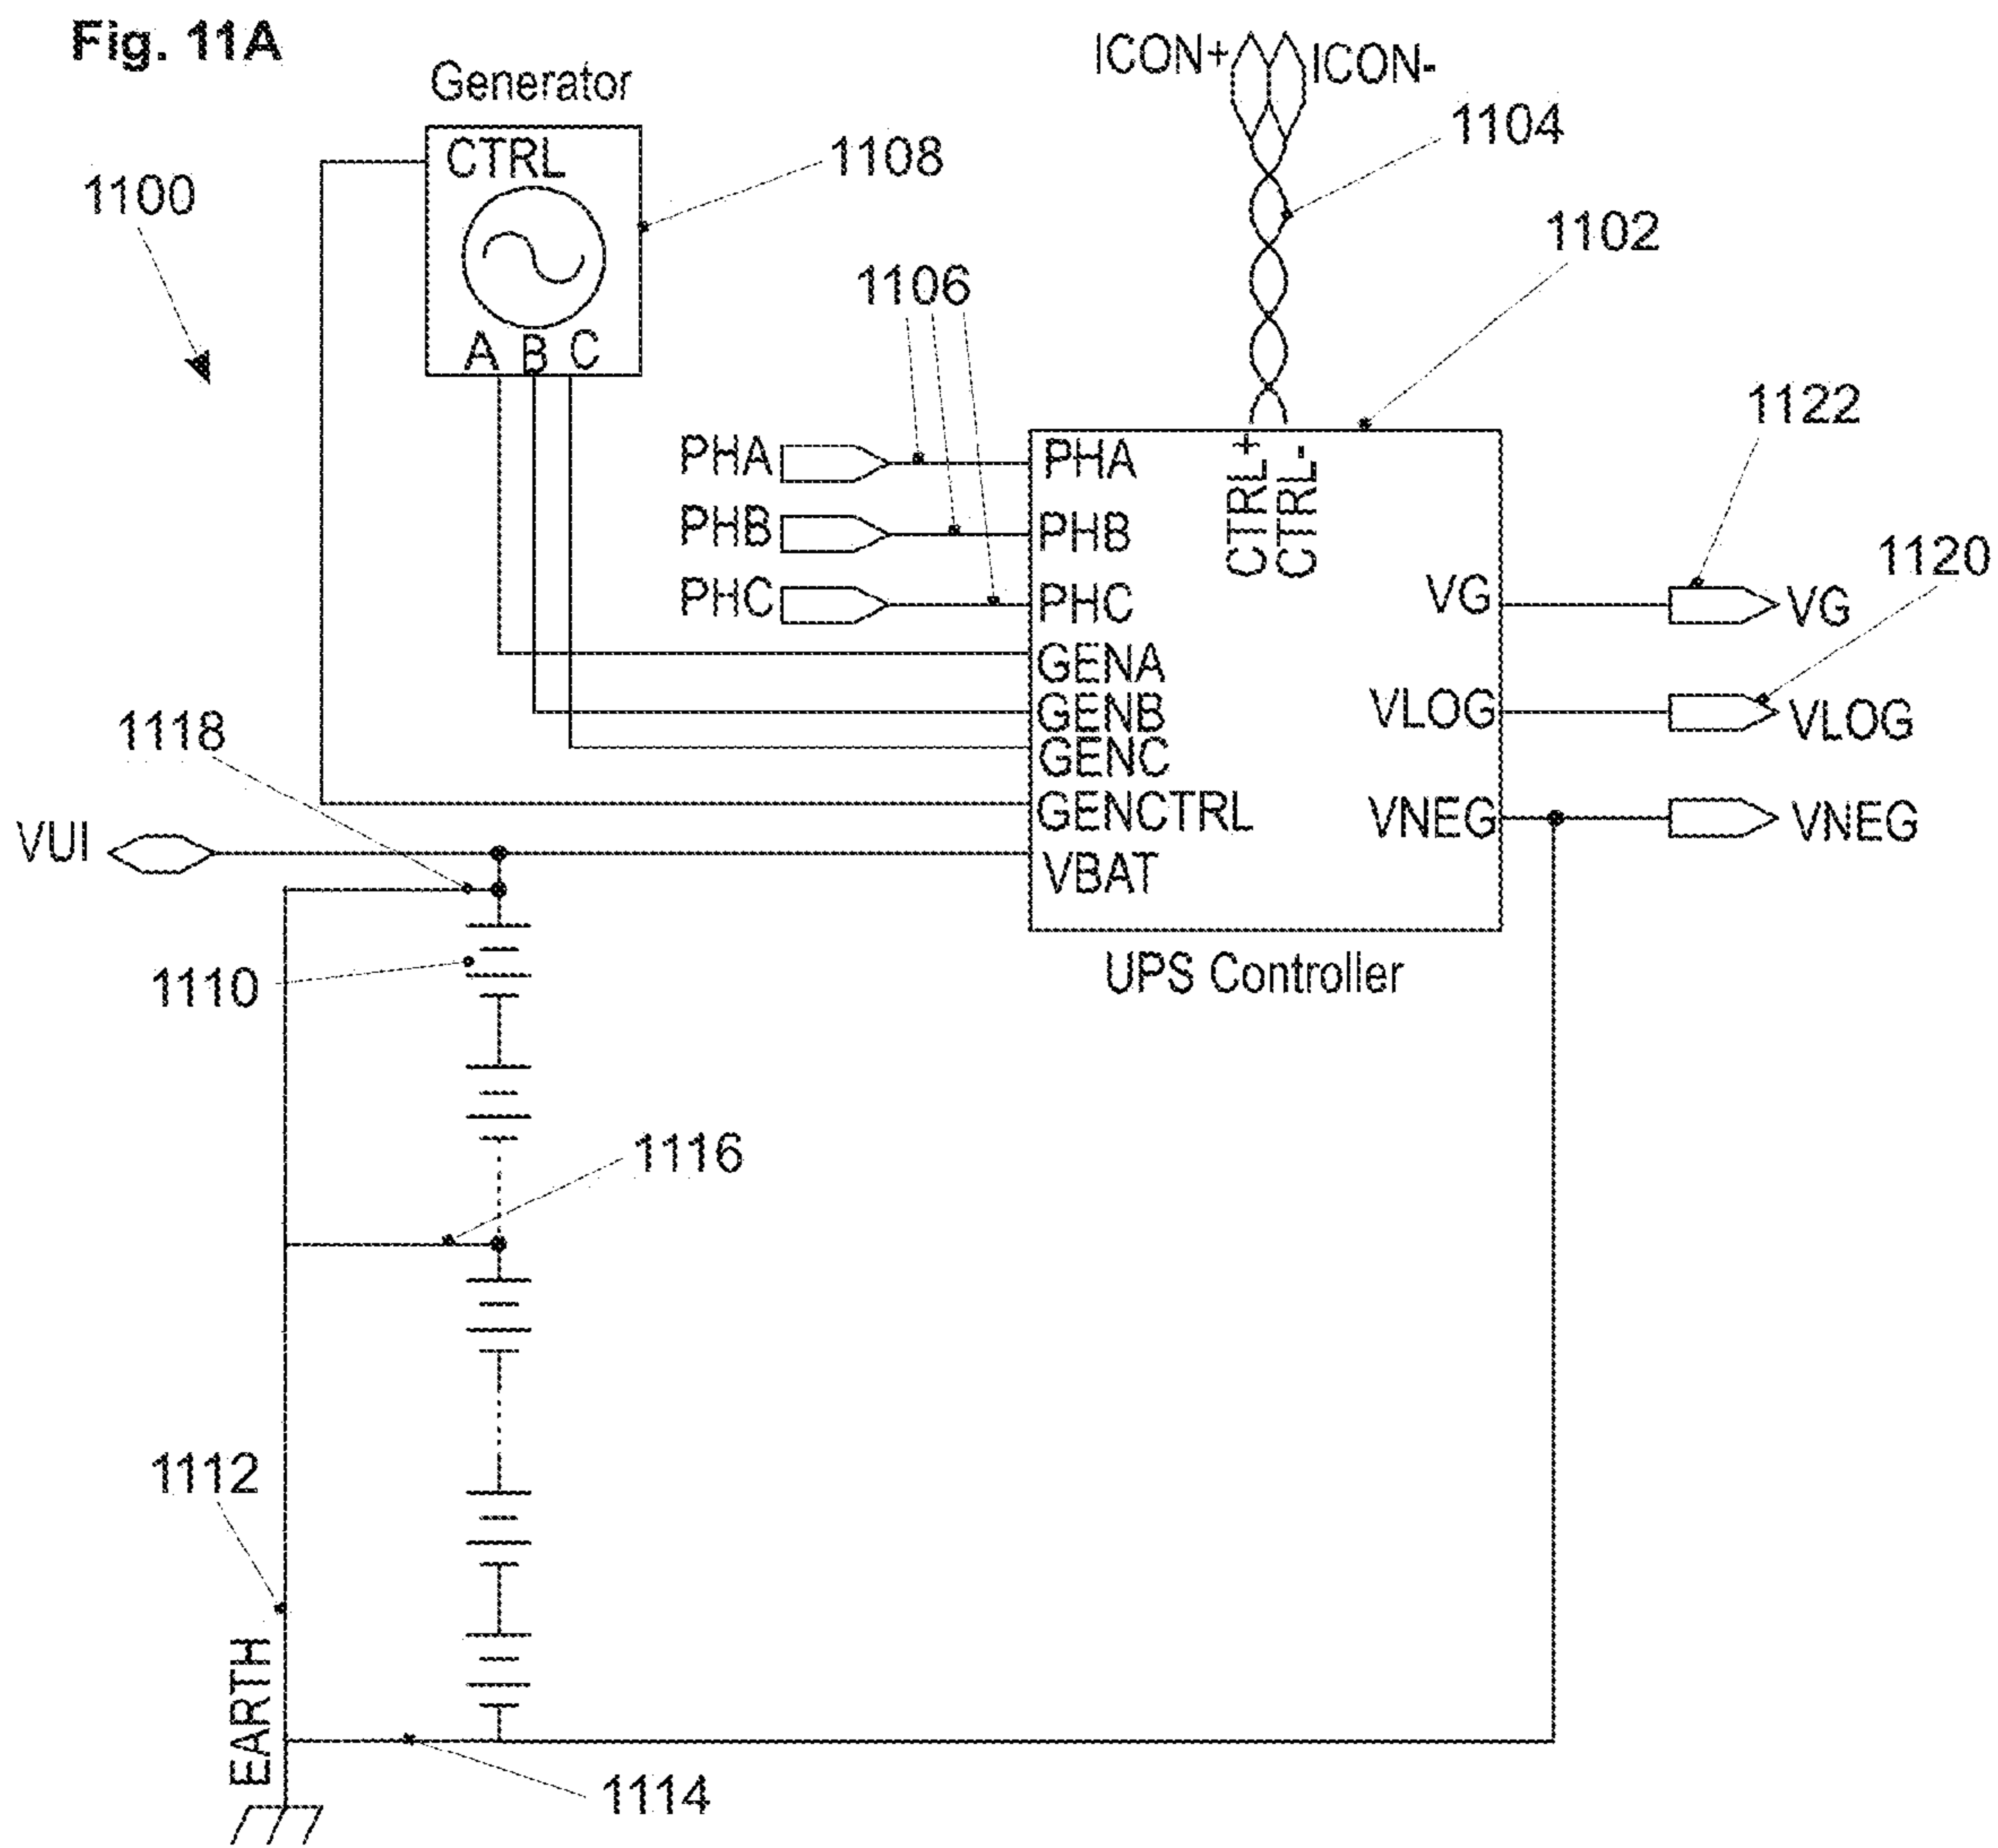 Fig. 11A
Generator
CTRL
A B C
1100
1108
ICON+ ICON-
1104
1102
1106
PHA
PHB
PHC
PHA
PHB
PHC
GENA
GENB
GENC
GENCTRL
VBAT
CTRL+
CTRL-
VG
VLOG
VNEG
UPS Controller
1122
VG
1120
VLOG
VNEG
1118
VUI
1110
1116
1112
EARTH
1114